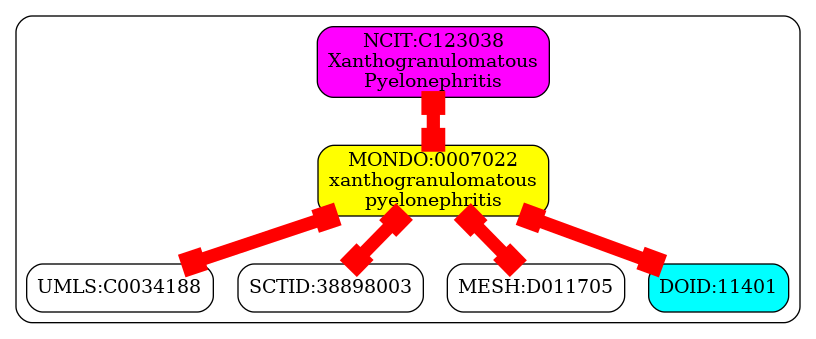 NCIT:C123038
Xanthogranulomatous
Pyelonephritis
MONDO:0007022
xanthogranulomatous
pyelonephritis
UMLS:C0034188
SCTID:38898003
MESH:D011705
DOID:11401